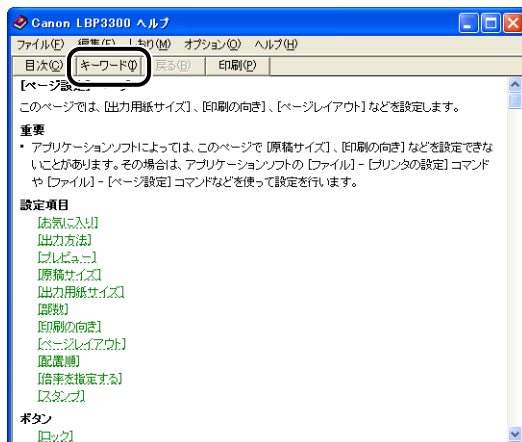 Canon LBP3300 ヘルプ
ファイル(F) 編集(E) しおり(M) オプション(O) ヘルプ(H)
目次(C) キーワード(I) 戻る(B) 印刷(P)
[ページ設定]
このページでは、[出力用紙サイズ]、[印刷の向き]、[ページレイアウト] などを設定します。
重要
• アプリケーションソフトによっては、このページで [原稿サイズ]、[印刷の向き] などを設定できな
いことがあります。その場合は、アプリケーションソフトの [ファイル] - [プリンタの設定] コマンド
や [ファイル] - [ページ設定] コマンドなどを使って設定を行います。
設定項目
[お気に入り]
[出力方法]
[プレビュー]
[原稿サイズ]
[出力用紙サイズ]
[部数]
[印刷の向き]
[ページレイアウト]
[配置順]
[倍率を指定する]
[スタンプ]
ボタン
[ロック]